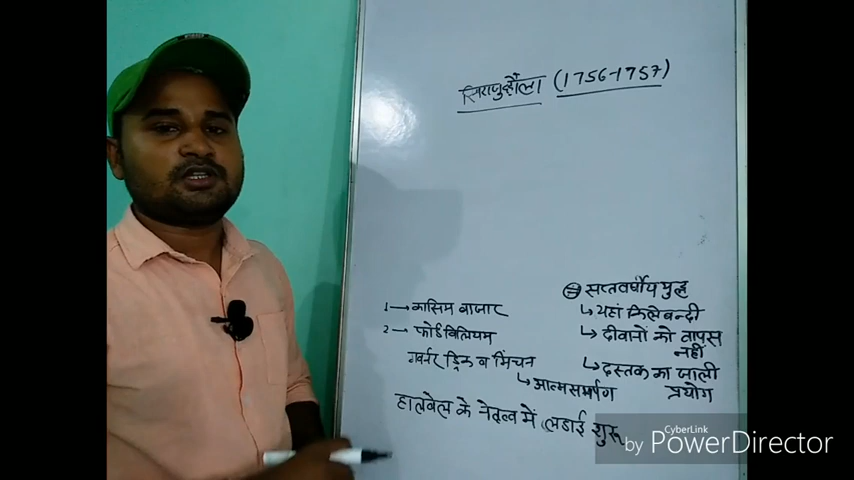 सिराजुद्दौला (1756-1757)
1 → कासिम बाजार
2 → फोर्ट विलियम
गवर्नर ड्रिक व मिंचन
↳ आत्मसमर्पण
हालवेल के नेतृत्व में लडाई शुरू
सप्तवर्षीय युद्ध
↳ यहां किलेबन्दी
↳ दीवानों को वापस
नहीं
↳ दस्तक का जाली
प्रयोग
CyberLink
by PowerDirector